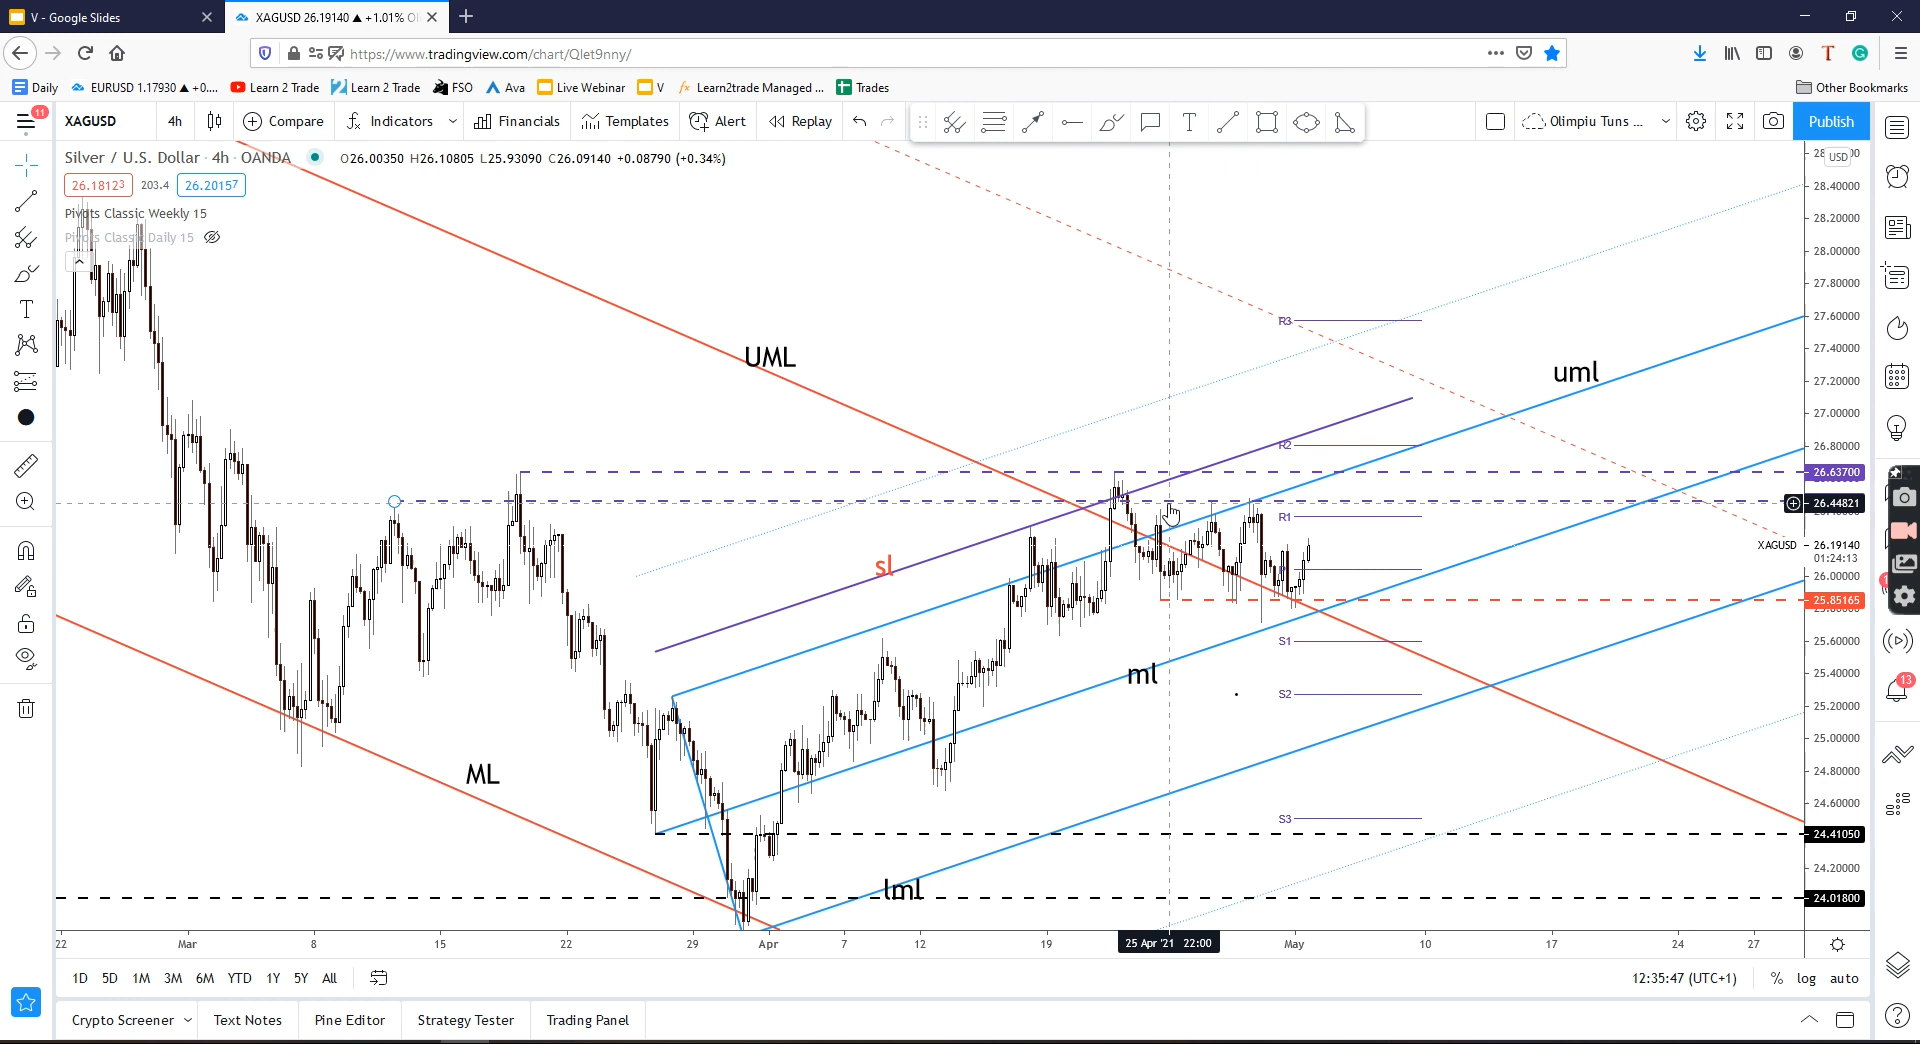 V - Google Slides
XAGUSD 26.19140 ▲ +1.01% Ol
https://www.tradingview.com/chart/Qlet9nny/
Daily
EURUSD 1.17930 ▲ +0....
Learn 2 Trade
Learn 2 Trade
FSO
Ava
Live Webinar
V
Learn2trade Managed ...
Trades
Other Bookmarks
11
XAGUSD
4h
Compare
Indicators
Financials
Templates
Alert
Replay
Olimpiu Tuns ...
Publish
Silver / U.S. Dollar · 4h · OANDA
O26.00350 H26.10805 L25.93090 C26.09140 +0.08790 (+0.34%)
26.18123
203.4
26.20157
Pivots Classic Weekly 15
Pivots Classic Daily 15
USD
28.40000
28.20000
28.00000
27.80000
27.60000
27.40000
27.20000
27.00000
26.80000
26.63700
26.44821
XAGUSD
26.19140
01:24:13
26.00000
25.85165
25.60000
25.40000
25.20000
25.00000
24.80000
24.60000
24.41050
24.20000
24.01800
UML
uml
sl
ml
ML
lml
R3
R2
R1
S1
S2
S3
22
Mar
8
15
22
29
Apr
7
12
19
25 Apr '21 22:00
May
10
17
24
27
1D
5D
1M
3M
6M
YTD
1Y
5Y
All
12:35:47 (UTC+1)
%
log
auto
Crypto Screener
Text Notes
Pine Editor
Strategy Tester
Trading Panel
13